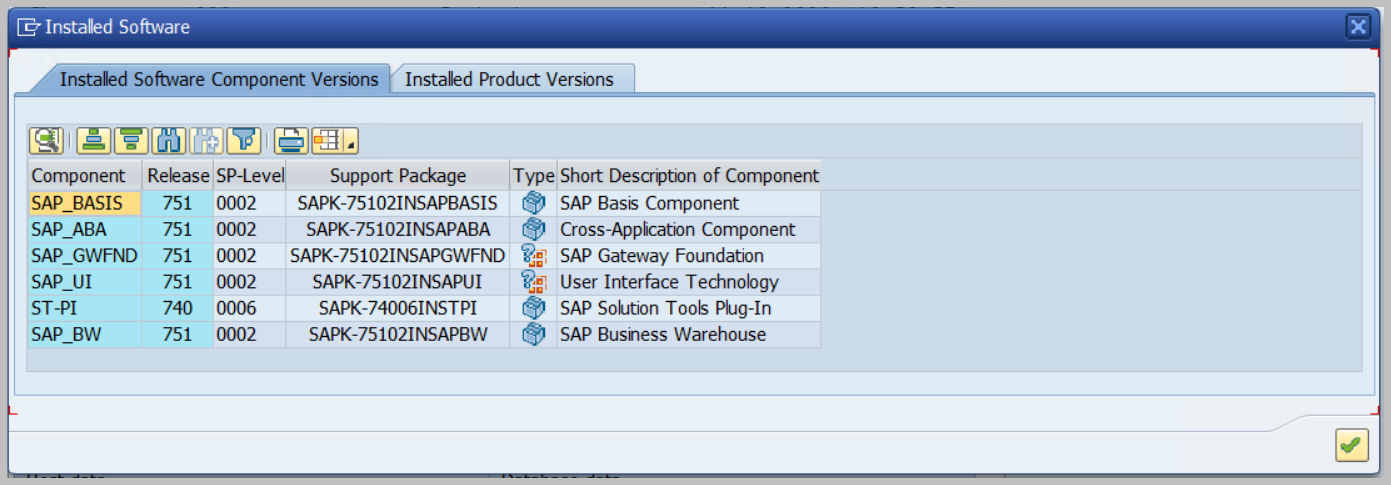 Installed Software
Installed Software Component Versions Installed Product Versions
Component Release SP-Level Support Package Type Short Description of Component
SAP_BASIS 751 0002 SAPK-75102INSAPBASIS SAP Basis Component
SAP_ABA 751 0002 SAPK-75102INSAPABA Cross-Application Component
SAP_GWFND 751 0002 SAPK-75102INSAPGWFND SAP Gateway Foundation
SAP_UI 751 0002 SAPK-75102INSAPUI User Interface Technology
ST-PI 740 0006 SAPK-74006INSTPI SAP Solution Tools Plug-In
SAP_BW 751 0002 SAPK-75102INSAPBW SAP Business Warehouse